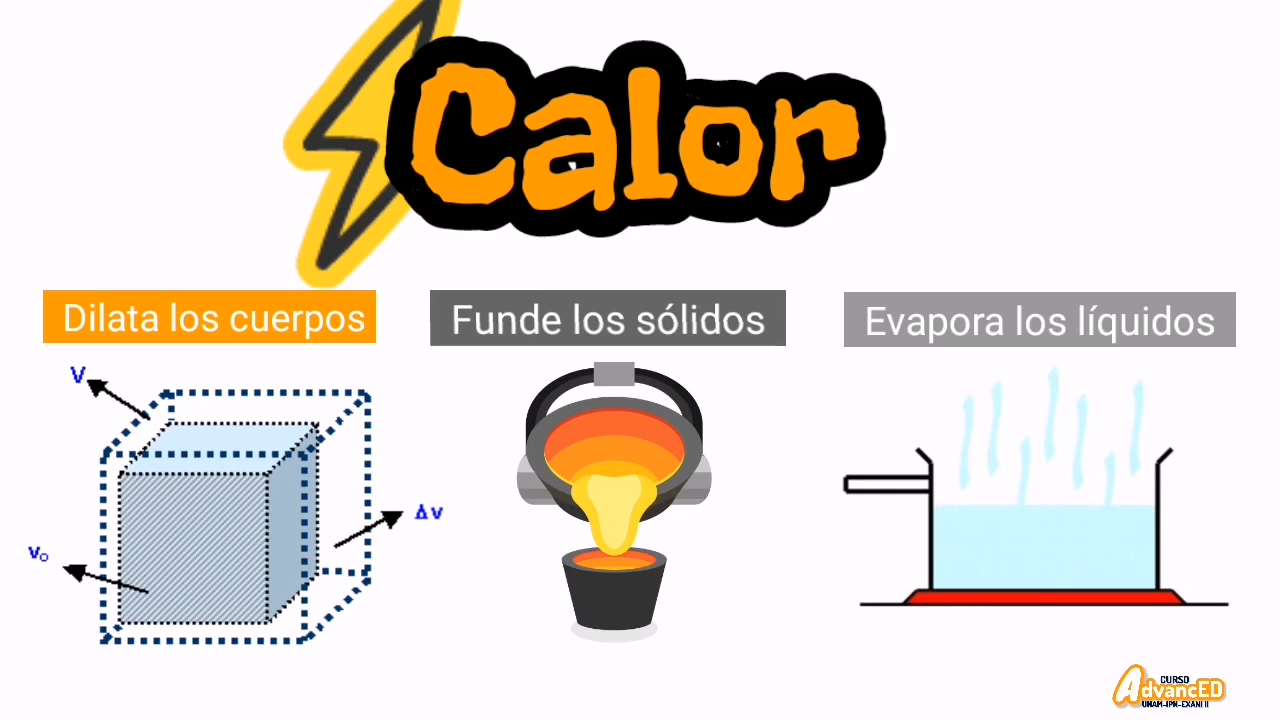 Calor
Dilata los cuerpos
Funde los sólidos
Evapora los líquidos
V
Δv
vo
CURSO
AdvancED
UNAM-IPN-EXANI II